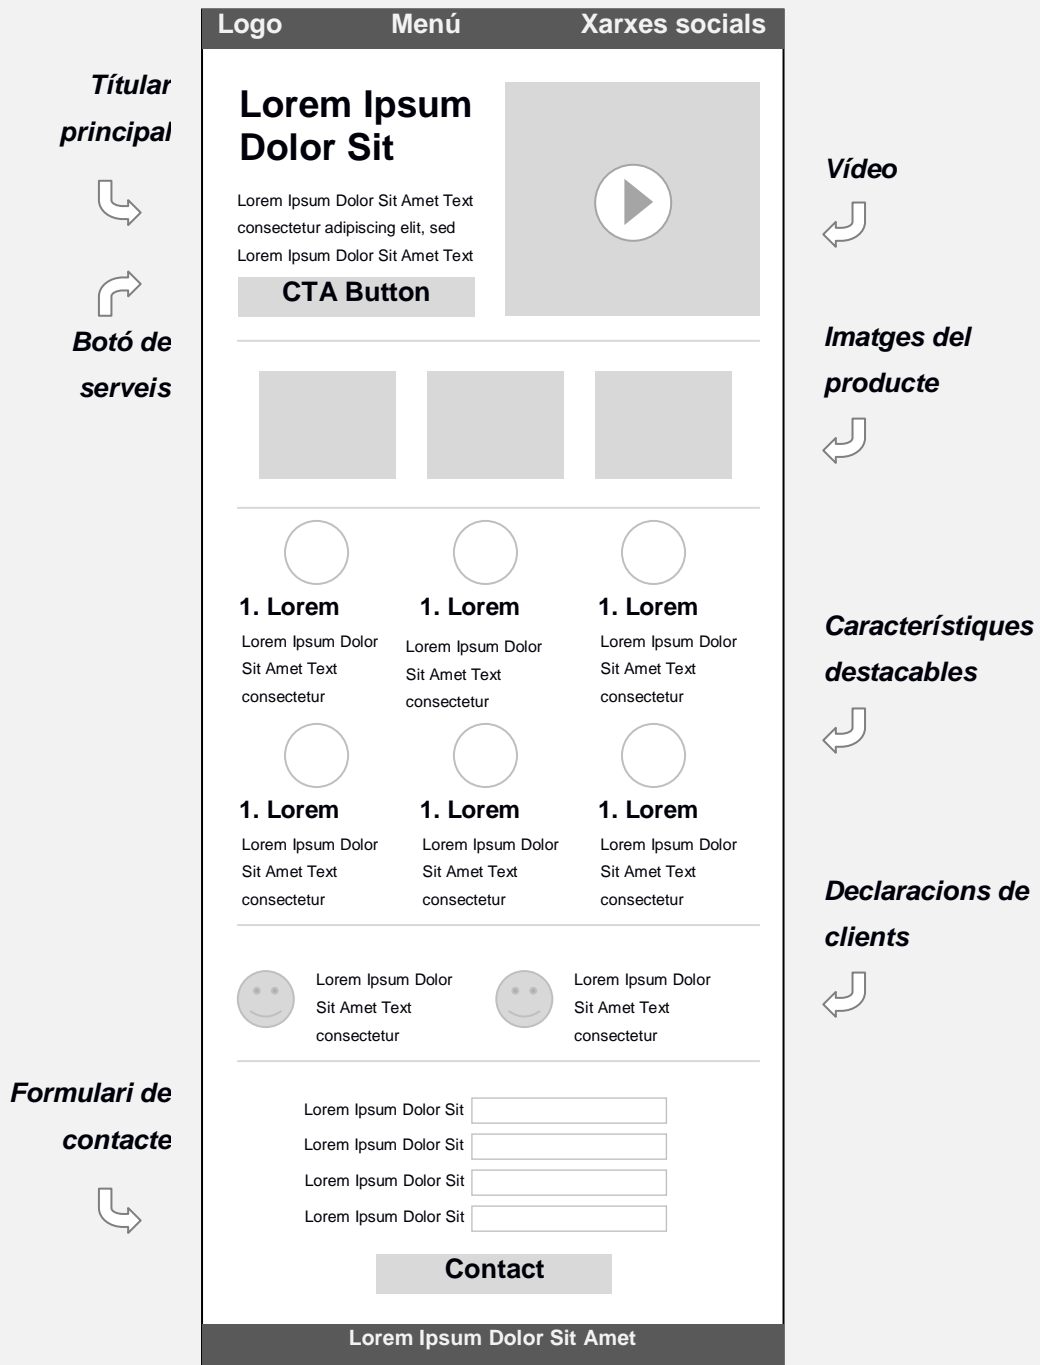 Logo Menú Xarxes socials
Títular
principal
Lorem Ipsum
Dolor Sit
Lorem Ipsum Dolor Sit Amet Text
consectetur adipiscing elit, sed
Lorem Ipsum Dolor Sit Amet Text
CTA Button
Vídeo
Botó de
serveis
Imatges del
producte
1. Lorem
Lorem Ipsum Dolor
Sit Amet Text
consectetur
1. Lorem
Lorem Ipsum Dolor
Sit Amet Text
consectetur
1. Lorem
Lorem Ipsum Dolor
Sit Amet Text
consectetur
Característiques
destacables
1. Lorem
Lorem Ipsum Dolor
Sit Amet Text
consectetur
1. Lorem
Lorem Ipsum Dolor
Sit Amet Text
consectetur
1. Lorem
Lorem Ipsum Dolor
Sit Amet Text
consectetur
Declaracions de
clients
Lorem Ipsum Dolor
Sit Amet Text
consectetur
Lorem Ipsum Dolor
Sit Amet Text
consectetur
Formulari de
contacte
Lorem Ipsum Dolor Sit
Lorem Ipsum Dolor Sit
Lorem Ipsum Dolor Sit
Lorem Ipsum Dolor Sit
Contact
Lorem Ipsum Dolor Sit Amet